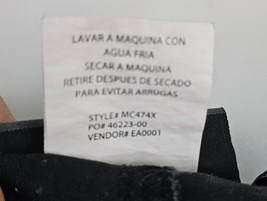 LAVAR A MAQUINA CON
AGUA FRIA
SECAR A MAQUINA
RETIRE DESPUES DE SECADO
PARA EVITAR ARRUGAS
STYLE# MC474X
PO# 46223-00
VENDOR# EA0001